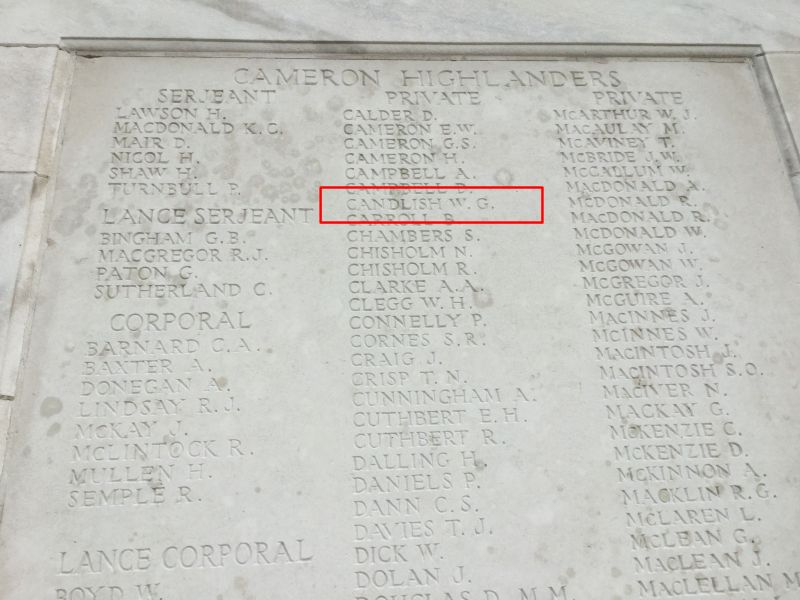 CAMERON HIGHLANDERS
SERJEANT
LAWSON H.
MACDONALD K.G.
MAIR D.
NICOL H.
SHAW H.
TURNBULL P.
LANCE SERJEANT
BINGHAM G.B.
MACGREGOR R.J.
PATON G.
SUTHERLAND C.
CORPORAL
BARNARD C.A.
BAXTER A.
DONEGAN A.
LINDSAY R.J.
MCKAY J.
MCLINTOCK R.
MULLEN H.
SEMPLE R.
LANCE CORPORAL
BOYD W.
PRIVATE
CALDER D.
CAMERON E.W.
CAMERON G.S.
CAMERON H.
CAMPBELL A.
CAMPBELL D.
CANDLISH W. G.
CARROLL B.
CHAMBERS S.
CHISHOLM N.
CHISHOLM R.
CLARKE A.A.
CLEGG W.H.
CONNELLY P.
CORNES S.R.
CRAIG J.
CRISP T. N.
CUNNINGHAM A.
CUTHBERT E.H.
CUTHBERT R.
DALLING H.
DANIELS P.
DANN C.S.
DAVIES T. J.
DICK W.
DOLAN J.
DOUGLAS D. M.M.
PRIVATE
MCARTHUR W. J.
MACAULAY M.
MCAVINEY T.
MCBRIDE J.W.
MCCALLUM W.
MACDONALD A.
MCDONALD R.
MACDONALD R.
MCDONALD W.
MCGOWAN J.
MCGOWAN W.
MCGREGOR J.
MCGUIRE A.
MACINNES J.
MCINNES W.
MACINTOSH J.
MACINTOSH S.O.
MACIVER N.
MACKAY G.
MCKENZIE C.
MCKENZIE D.
MCKINNON A.
MACKLIN R.G.
MCLAREN L.
MCLEAN G.
MACLEAN J.
MACLELLAN M